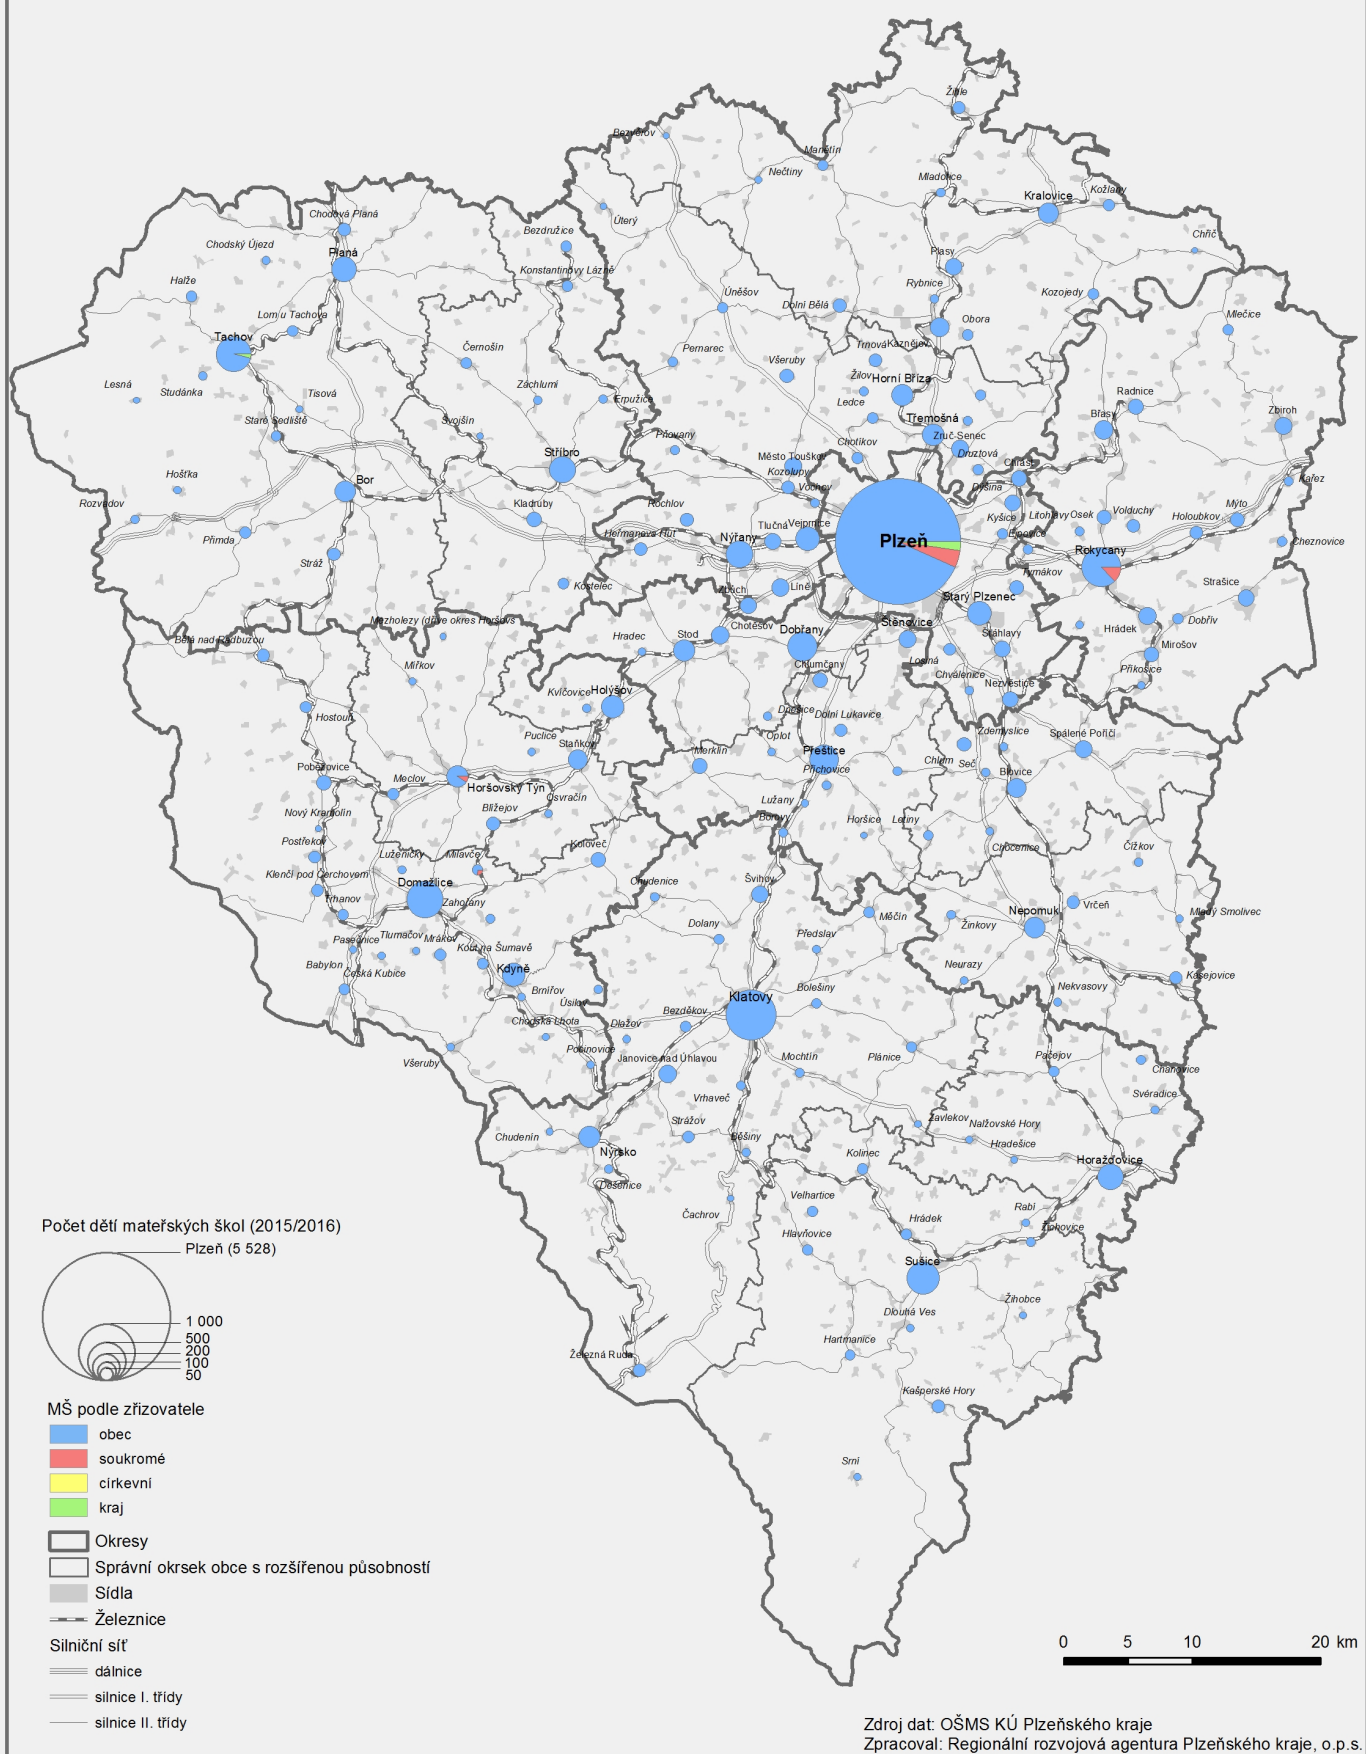 Žihle
Bezvěrov
Manětín
Nečtiny
Mladotice
Kralovice
Kožlany
Úterý
Chodová Planá
Bezdružice
Chříč
Chodský Újezd
Planá
Plasy
Konstantinovy Lázně
Halže
Rybnice
Kozojedy
Úněšov
Dolní Bělá
Lom u Tachova
Obora
Mlečice
Tachov
Trnová
Kaznějov
Černošín
Pernarec
Všeruby
Žilov
Horní Bříza
Lesná
Studánka
Tisová
Záchlumí
Erpužice
Ledce
Radnice
Zbiroh
Staré Sedliště
Svojšín
Třemošná
Břasy
Pňovany
Chotíkov
Zruč-Senec
Druztová
Stříbro
Město Touškov
Kozolupy
Chrást
Hošťka
Bor
Vochov
Dýšina
Kařez
Rozvadov
Kladruby
Rochlov
Kyšice
Litohlavy
Osek
Volduchy
Holoubkov
Mýto
Přimda
Heřmanova Huť
Nýřany
Tlučná
Vejprnice
Plzeň
Ejpovice
Rokycany
Cheznovice
Stráž
Kostelec
Zbůch
Líně
Tymákov
Strašice
Starý Plzenec
Mezholezy (dříve okres Horšovs
Chotěšov
Dobřany
Štěnovice
Hrádek
Dobřív
Bělá nad Radbuzou
Hradec
Stod
Šťáhlavy
Mirošov
Mířkov
Chlumčany
Losiná
Chválenice
Příkosice
Kvíčovice
Holýšov
Nezvěstice
Hostouň
Dnešice
Dolní Lukavice
Zdemyslice
Spálené Poříčí
Puclice
Staňkov
Merklín
Oplot
Přeštice
Příchovice
Chlum
Seč
Blovice
Poběžovice
Meclov
Horšovský Týn
Osvračín
Nový Kramolín
Blížejov
Lužany
Borovy
Horšice
Letiny
Postřekov
Luženičky
Milavče
Koloveč
Chocenice
Čížkov
Klenčí pod Čerchovem
Domažlice
Chudenice
Švihov
Trhanov
Zahořany
Měčín
Nepomuk
Vrčeň
Mladý Smolivec
Pasečnice
Tlumačov
Mrákov
Kout na Šumavě
Dolany
Předslav
Žinkovy
Babylon
Česká Kubice
Kdyně
Neurazy
Kasejovice
Brnířov
Úsilov
Klatovy
Bolešiny
Nekvasovy
Chodská Lhota
Dlažov
Bezděkov
Všeruby
Pocinovice
Janovice nad Úhlavou
Mochtín
Plánice
Pačejov
Chanovice
Vrhaveč
Svéradice
Chudenín
Strážov
Běšiny
Zavlekov
Nalžovské Hory
Nýrsko
Kolinec
Hradešice
Horažďovice
Dešenice
Velhartice
Rabí
Čachrov
Hlavňovice
Hrádek
Žichovice
Sušice
Žihobce
Dlouhá Ves
Železná Ruda
Hartmanice
Kašperské Hory
Srní
Počet dětí mateřských škol (2015/2016)
Plzeň (5 528)
1 000
500
200
100
50
MŠ podle zřizovatele
obec
soukromé
církevní
kraj
Okresy
Správní okrsek obce s rozšířenou působností
Sídla
Železnice
Silniční síť
dálnice
silnice I. třídy
silnice II. třídy
0 5 10 20 km
Zdroj dat: OŠMS KÚ Plzeňského kraje
Zpracoval: Regionální rozvojová agentura Plzeňského kraje, o.p.s.